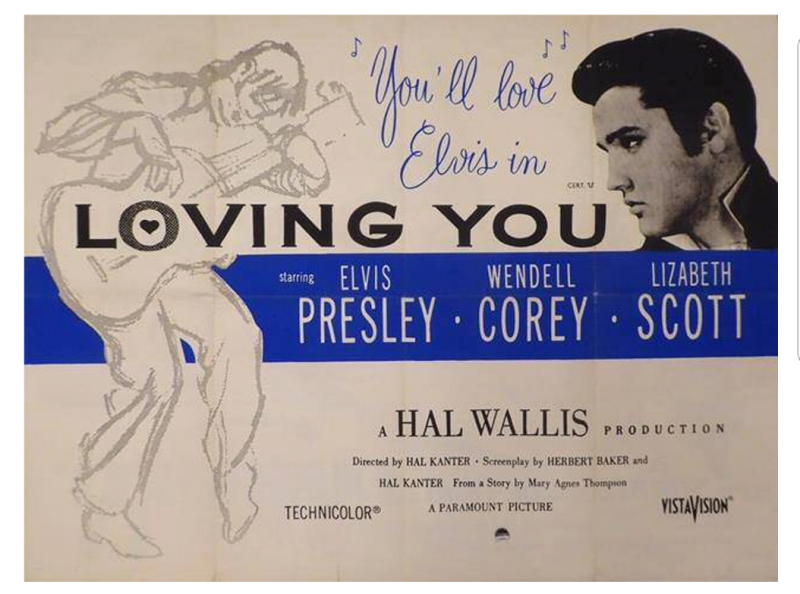 You'll love
Elvis in
CERT. 'U'
LOVING YOU
starring ELVIS PRESLEY · WENDELL COREY · LIZABETH SCOTT
A HAL WALLIS PRODUCTION
Directed by HAL KANTER · Screenplay by HERBERT BAKER and
HAL KANTER From a Story by Mary Agnes Thompson
TECHNICOLOR®
A PARAMOUNT PICTURE
VISTAVISION®